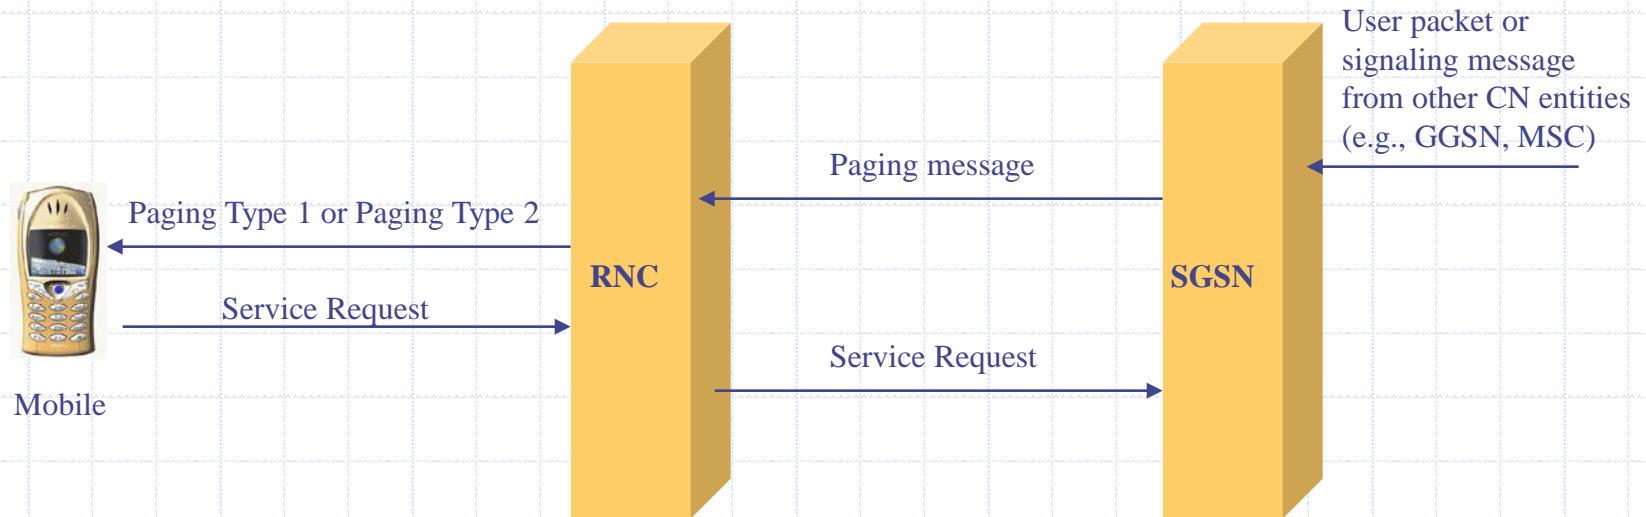 User packet or
signaling message
from other CN entities
(e.g., GGSN, MSC)
Paging message
Paging Type 1 or Paging Type 2
RNC
SGSN
Service Request
Service Request
Mobile